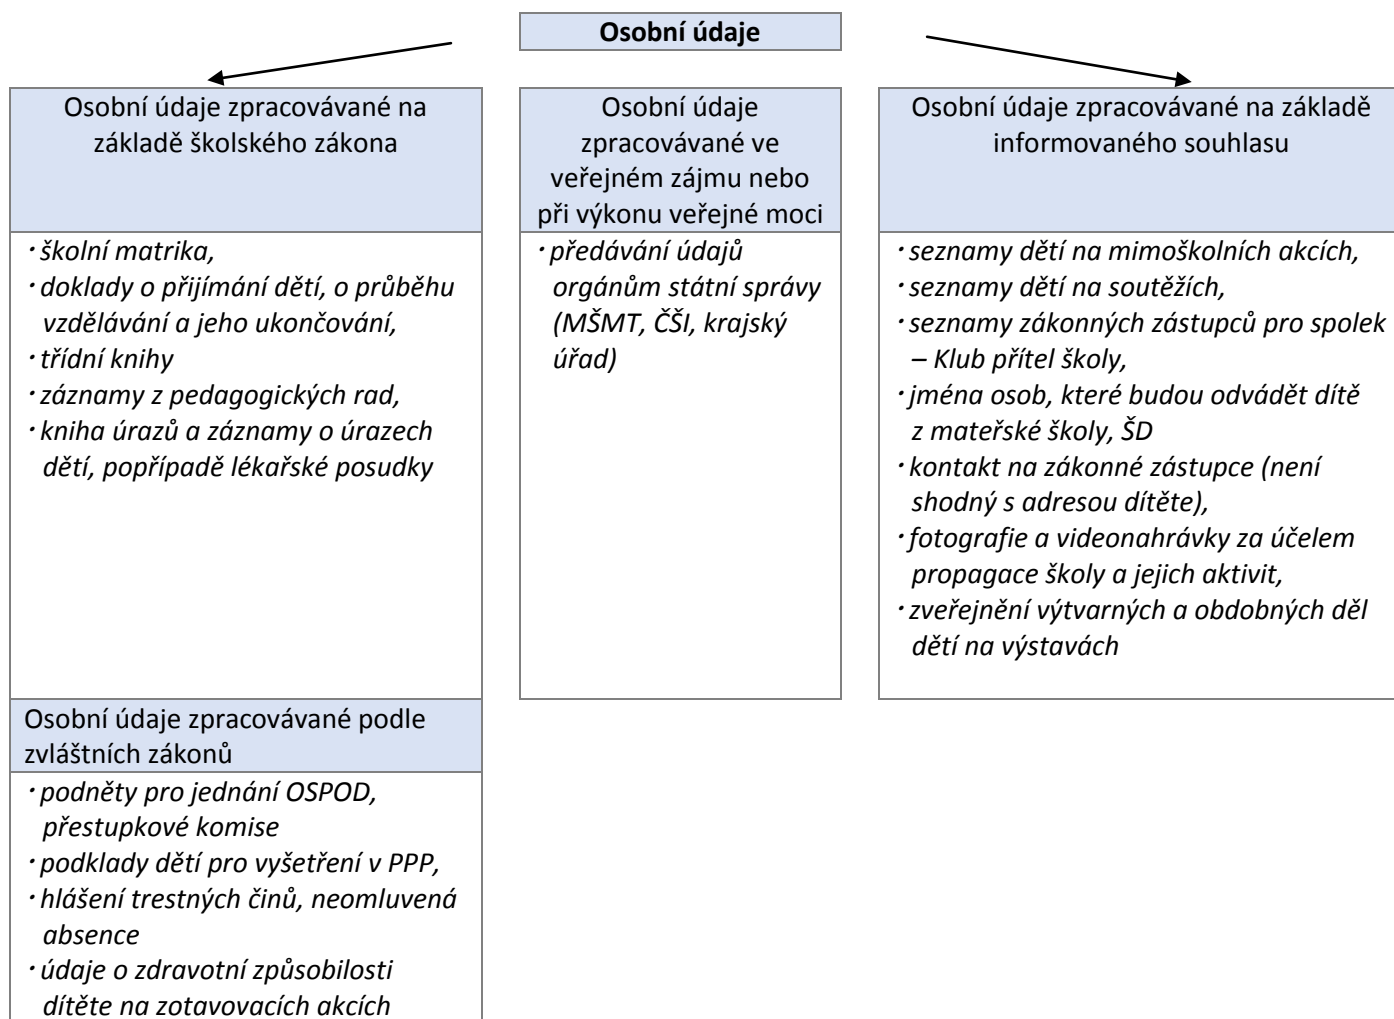 Osobní údaje
Osobní údaje zpracovávané na
základě školského zákona
· školní matrika,
· doklady o přijímání dětí, o průběhu
vzdělávání a jeho ukončování,
· třídní knihy
· záznamy z pedagogických rad,
· kniha úrazů a záznamy o úrazech
dětí, popřípadě lékařské posudky
Osobní údaje
zpracovávané ve
veřejném zájmu nebo
při výkonu veřejné moci
· předávání údajů
orgánům státní správy
(MŠMT, ČŠI, krajský
úřad)
Osobní údaje zpracovávané na základě
informovaného souhlasu
· seznamy dětí na mimoškolních akcích,
· seznamy dětí na soutěžích,
· seznamy zákonných zástupců pro spolek
– Klub přítel školy,
· jména osob, které budou odvádět dítě
z mateřské školy, ŠD
· kontakt na zákonné zástupce (není
shodný s adresou dítěte),
· fotografie a videonahrávky za účelem
propagace školy a jejich aktivit,
· zveřejnění výtvarných a obdobných děl
dětí na výstavách
Osobní údaje zpracovávané podle
zvláštních zákonů
· podněty pro jednání OSPOD,
přestupkové komise
· podklady dětí pro vyšetření v PPP,
· hlášení trestných činů, neomluvená
absence
· údaje o zdravotní způsobilosti
dítěte na zotavovacích akcích